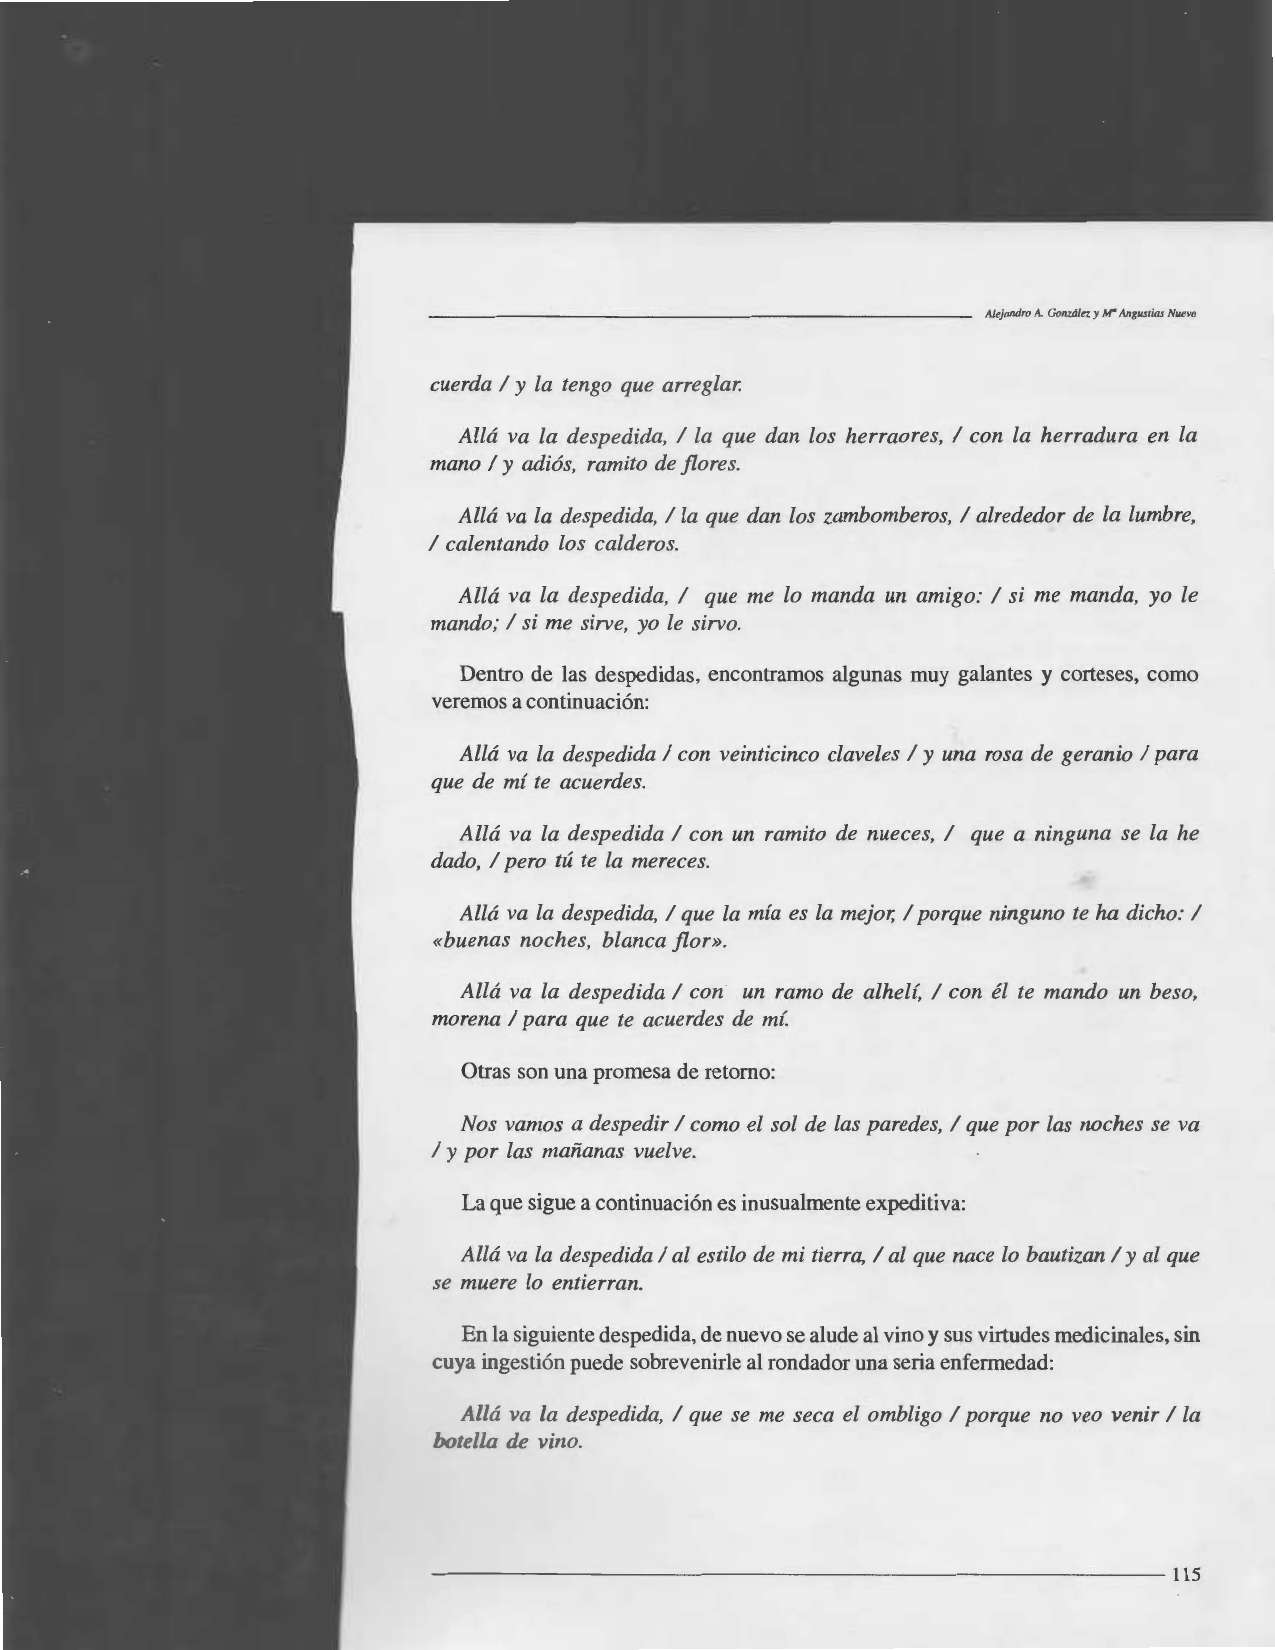 Alejandro A. González y Mª Angustias Nuevo
cuerda / y la tengo que arreglar.
Allá va la despedida, / la que dan los herraores, / con la herradura en la
mano / y adiós, ramito de flores.
Allá va la despedida, / la que dan los zambomberos, / alrededor de la lumbre,
/ calentando los calderos.
Allá va la despedida, / que me lo manda un amigo: / si me manda, yo le
mando; / si me sirve, yo le sirvo.
Dentro de las despedidas, encontramos algunas muy galantes y corteses, como
veremos a continuación:
Allá va la despedida / con veinticinco claveles / y una rosa de geranio / para
que de mí te acuerdes.
Allá va la despedida / con un ramito de nueces, / que a ninguna se la he
dado, / pero tú te la mereces.
Allá va la despedida, / que la mía es la mejor, / porque ninguno te ha dicho: /
«buenas noches, blanca flor».
Allá va la despedida / con un ramo de alhelí, / con él te mando un beso,
morena / para que te acuerdes de mí.
Otras son una promesa de retorno:
Nos vamos a despedir / como el sol de las paredes, / que por las noches se va
/ y por las mañanas vuelve.
La que sigue a continuación es inusualmente expeditiva:
Allá va la despedida / al estilo de mi tierra, / al que nace lo bautizan / y al que
se muere lo entierran.
En la siguiente despedida, de nuevo se alude al vino y sus virtudes medicinales, sin
cuya ingestión puede sobrevenirle al rondador una seria enfermedad:
Allá va la despedida, / que se me seca el ombligo / porque no veo venir / la
botella de vino.
115